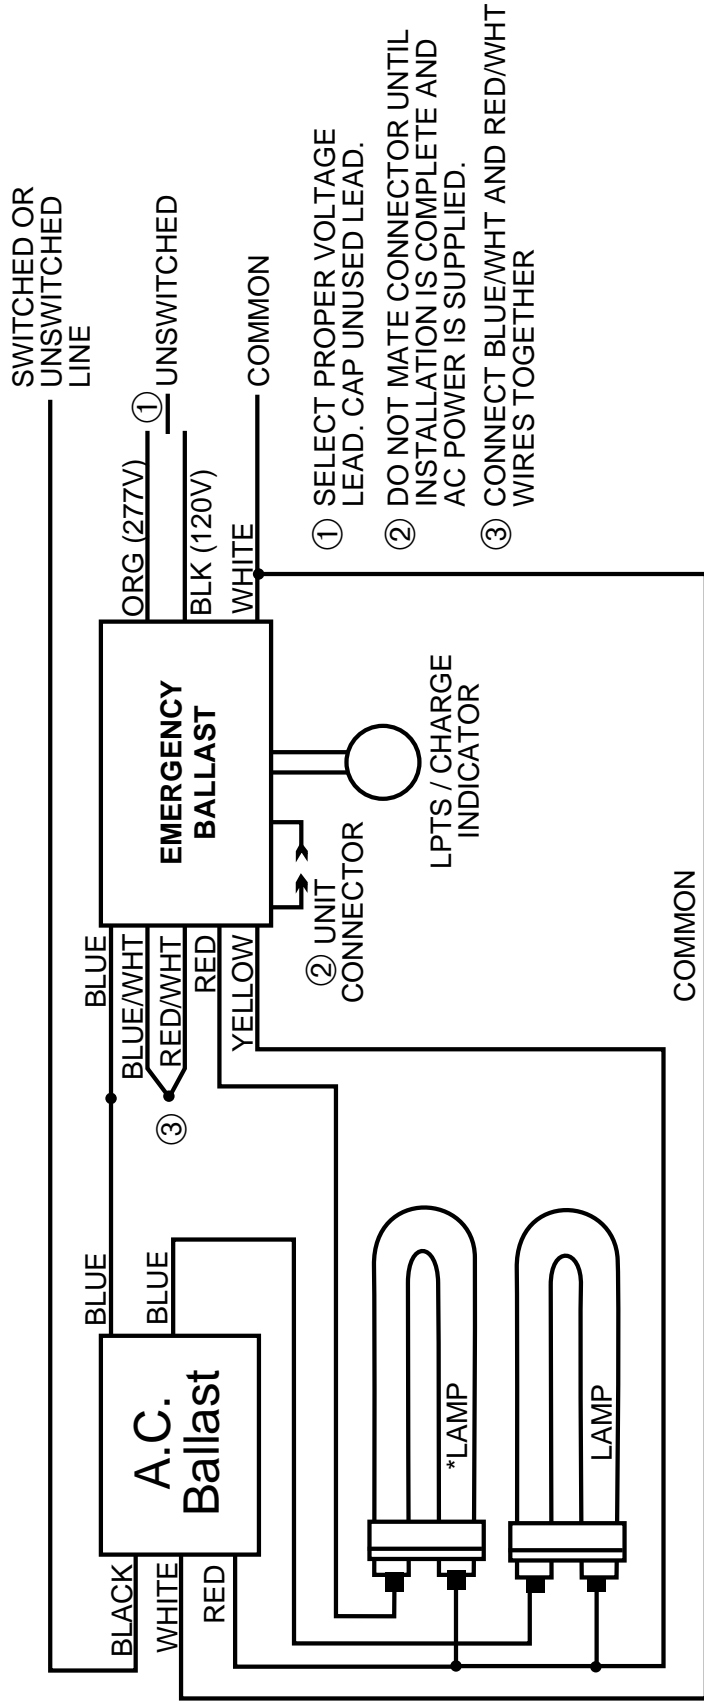 SWITCHED OR
UNSWITCHED
LINE
BLACK
WHITE
RED
A.C.
Ballast
BLUE
BLUE
BLUE
BLUE/WHT
RED/WHT
RED
YELLOW
③
EMERGENCY
BALLAST
ORG (277V)
BLK (120V)
WHITE
① UNSWITCHED
COMMON
② UNIT
CONNECTOR
LPTS / CHARGE
INDICATOR
① SELECT PROPER VOLTAGE
LEAD. CAP UNUSED LEAD.
② DO NOT MATE CONNECTOR UNTIL
INSTALLATION IS COMPLETE AND
AC POWER IS SUPPLIED.
③ CONNECT BLUE/WHT AND RED/WHT
WIRES TOGETHER
*LAMP
LAMP
COMMON